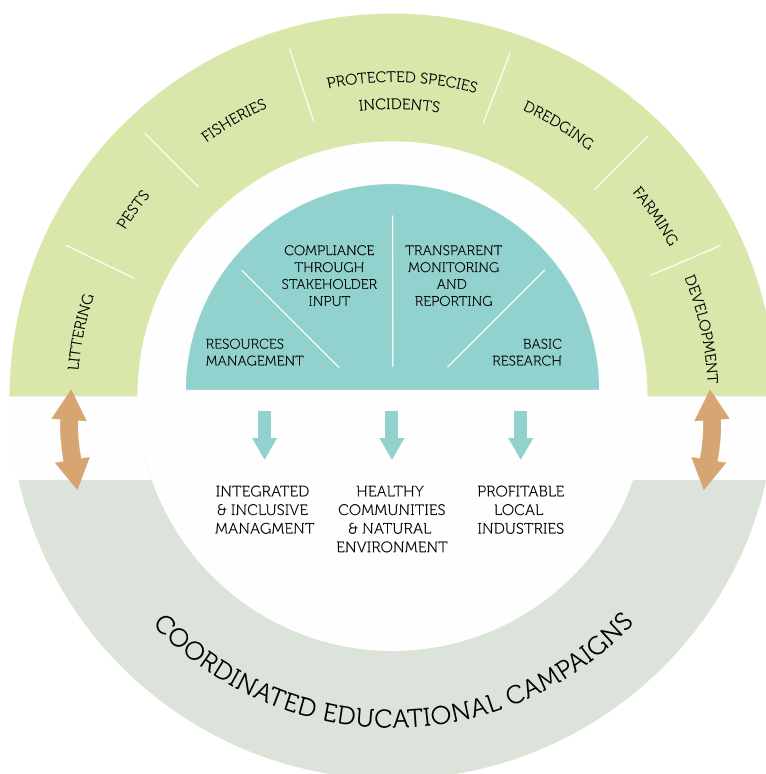 LITTERING
PESTS
FISHERIES
PROTECTED SPECIES
INCIDENTS
DREDGING
FARMING
DEVELOPMENT
RESOURCES
MANAGEMENT
COMPLIANCE
THROUGH
STAKEHOLDER
INPUT
TRANSPARENT
MONITORING
AND
REPORTING
BASIC
RESEARCH
INTEGRATED
& INCLUSIVE
MANAGMENT
HEALTHY
COMMUNITIES
& NATURAL
ENVIRONMENT
PROFITABLE
LOCAL
INDUSTRIES
COORDINATED EDUCATIONAL CAMPAIGNS